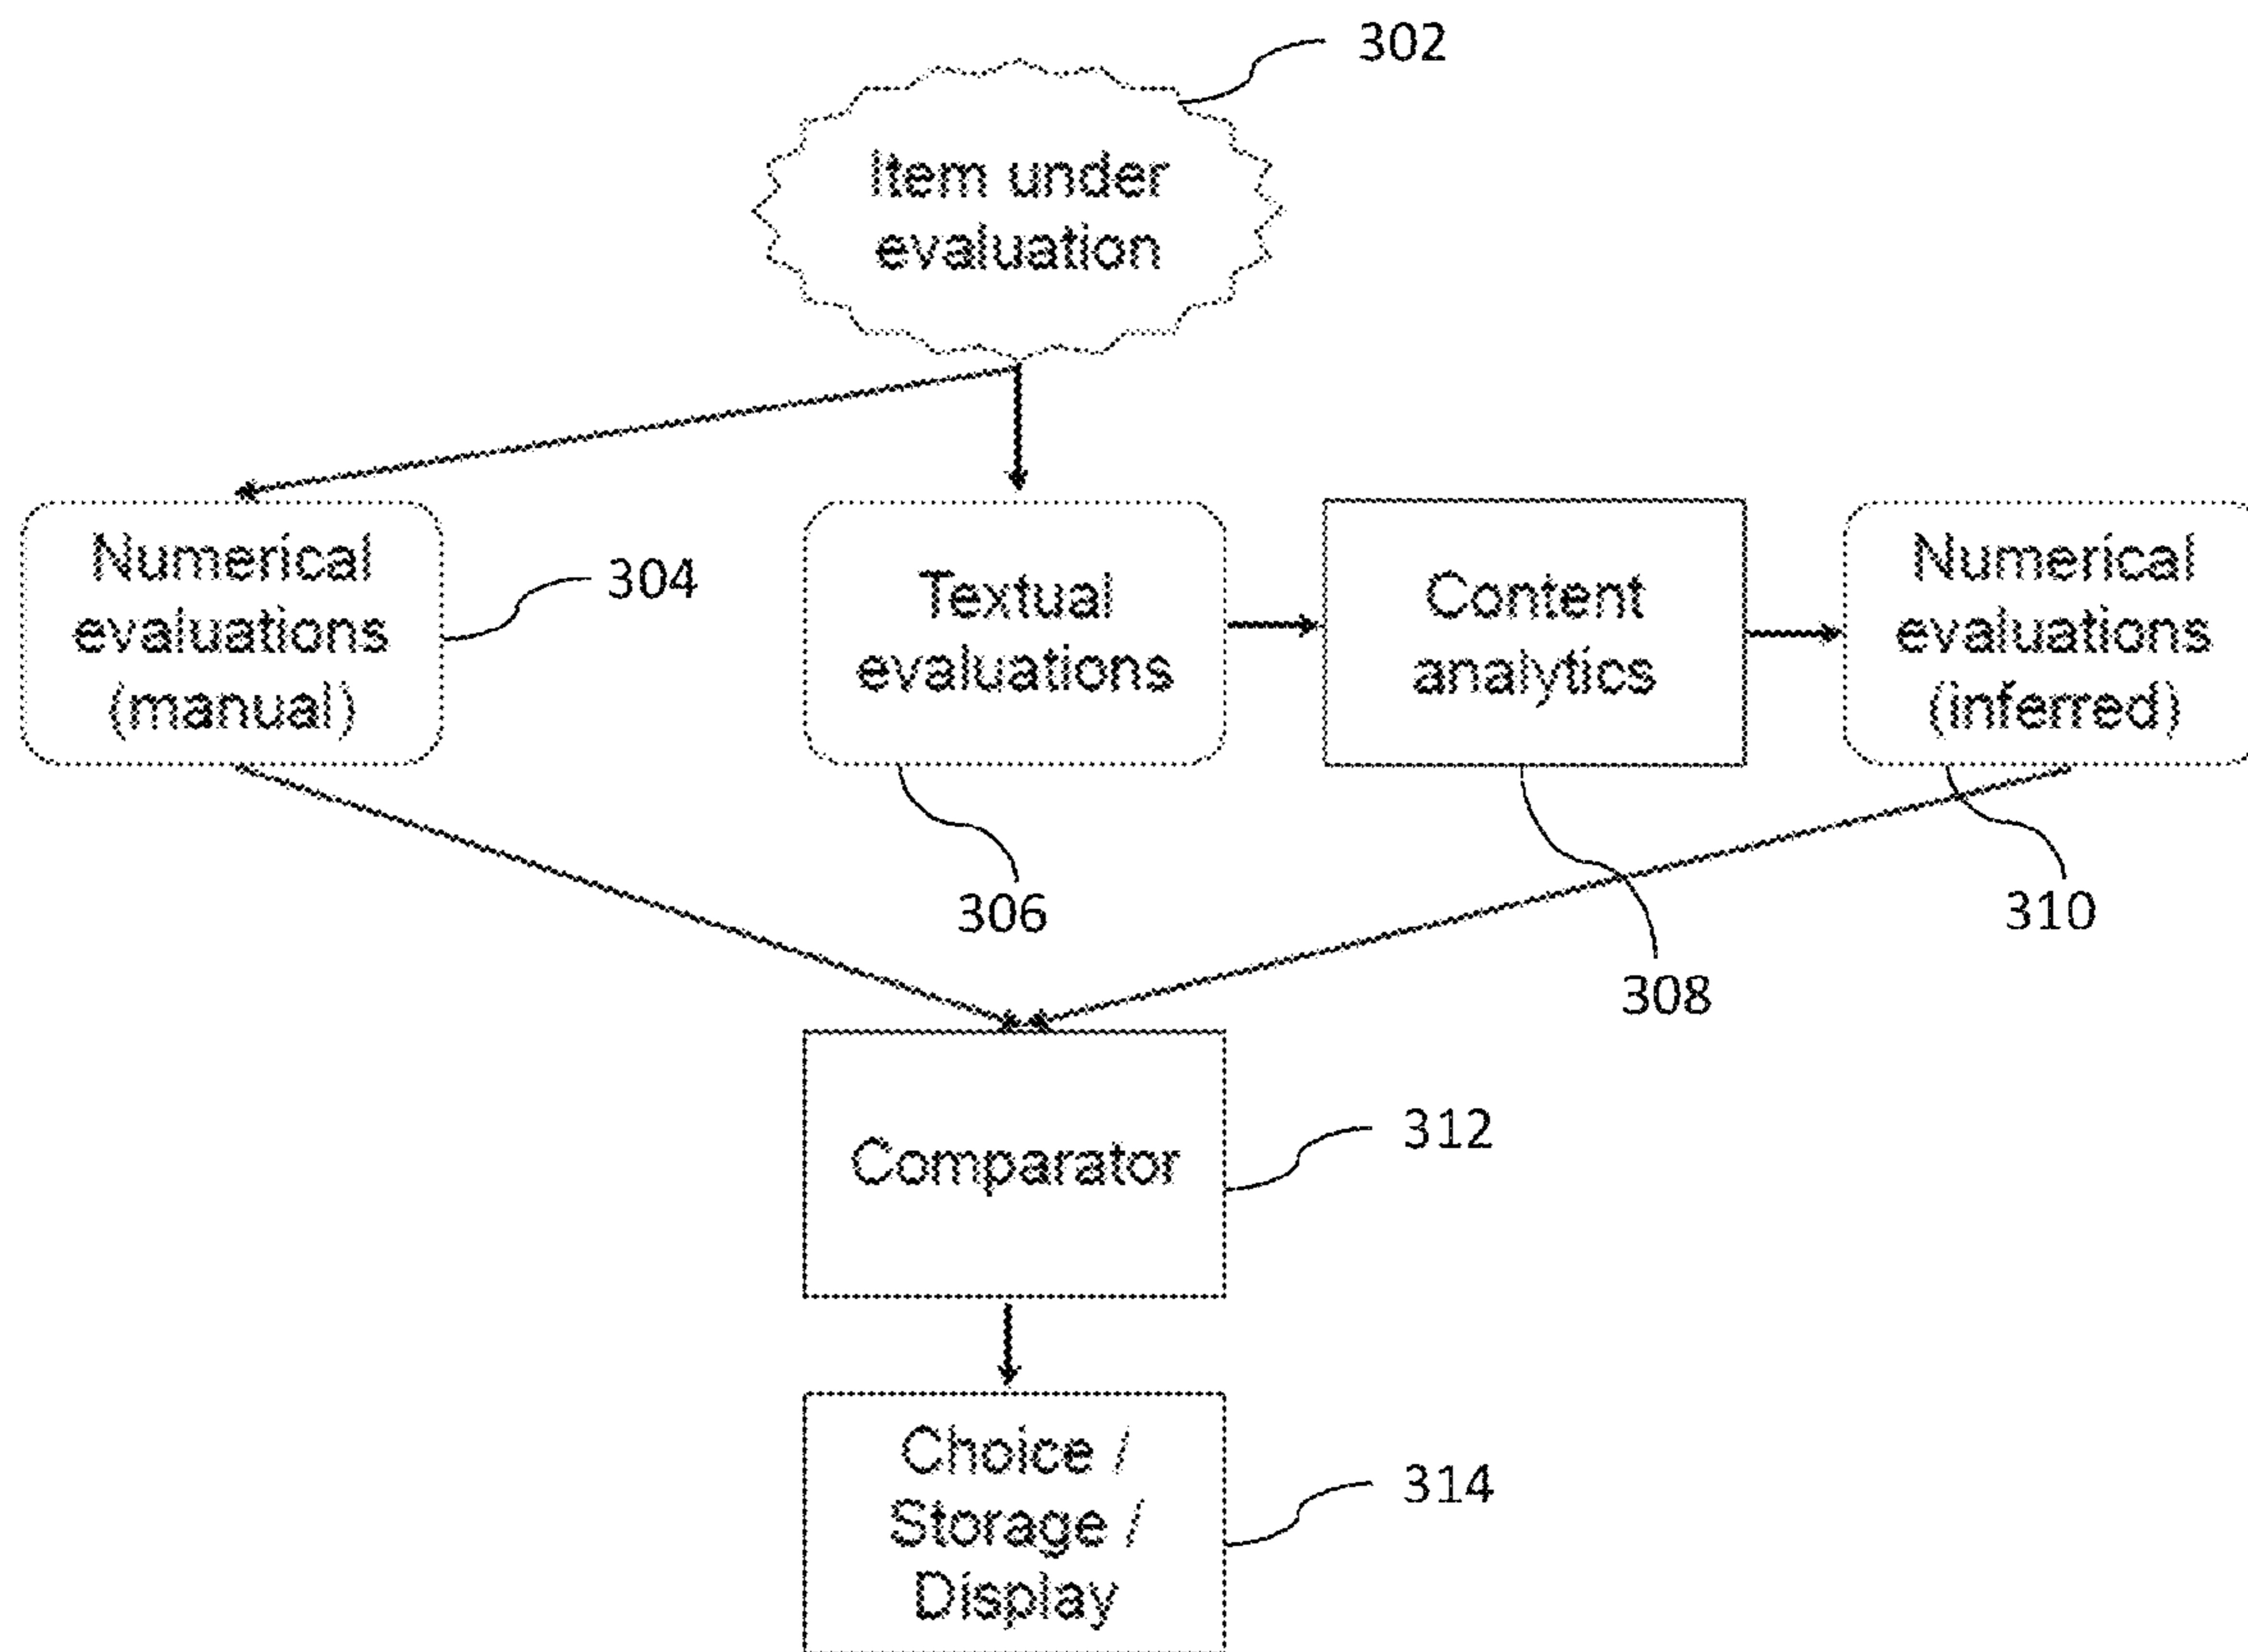 302
Item under
evaluation
Numerical
evaluations
(manual)
304
Textual
evaluations
306
Content
analytics
308
Numerical
evaluations
(inferred)
310
Comparator
312
Choice /
Storage /
Display
314